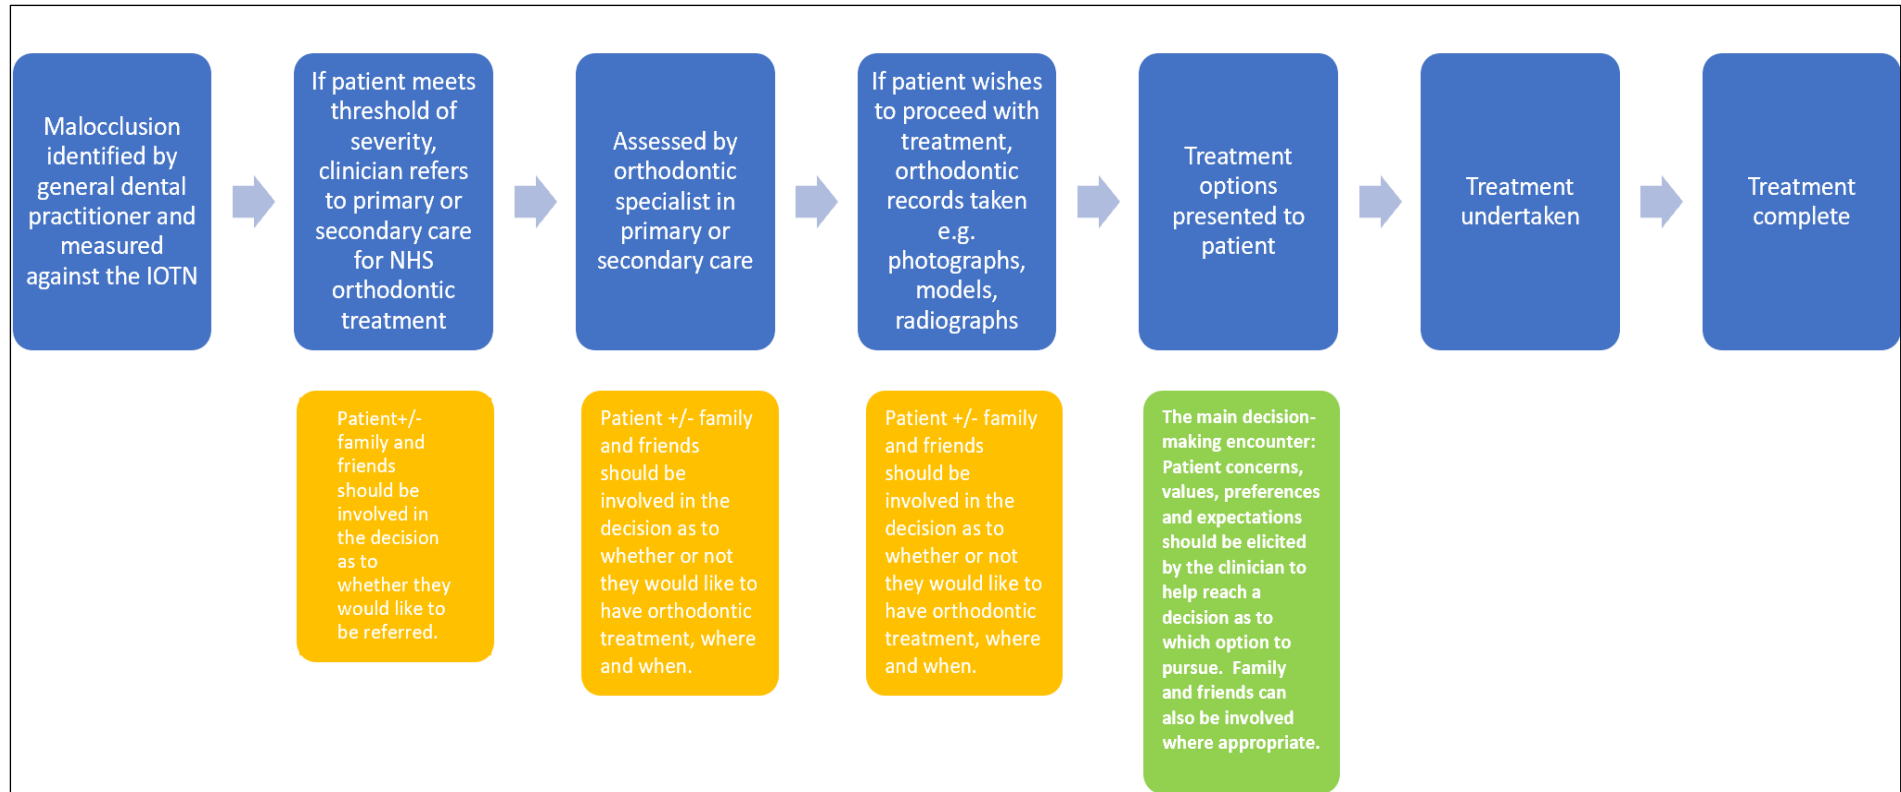 Malocclusion
identified by
general dental
practitioner and
measured
against the IOTN
If patient meets
threshold of
severity,
clinician refers
to primary or
secondary care
for NHS
orthodontic
treatment
Assessed by
orthodontic
specialist in
primary or
secondary care
If patient wishes
to proceed with
treatment,
orthodontic
records taken
e.g.
photographs,
models,
radiographs
Treatment
options
presented to
patient
Treatment
undertaken
Treatment
complete
Patient+/-
family and
friends
should be
involved in
the decision
as to
whether they
would like to
be referred.
Patient +/- family
and friends
should be
involved in the
decision as to
whether or not
they would like to
have orthodontic
treatment, where
and when.
Patient +/- family
and friends
should be
involved in the
decision as to
whether or not
they would like to
have orthodontic
treatment, where
and when.
The main decision-
making encounter:
Patient concerns,
values, preferences
and expectations
should be elicited
by the clinician to
help reach a
decision as to
which option to
pursue. Family
and friends can
also be involved
where appropriate.